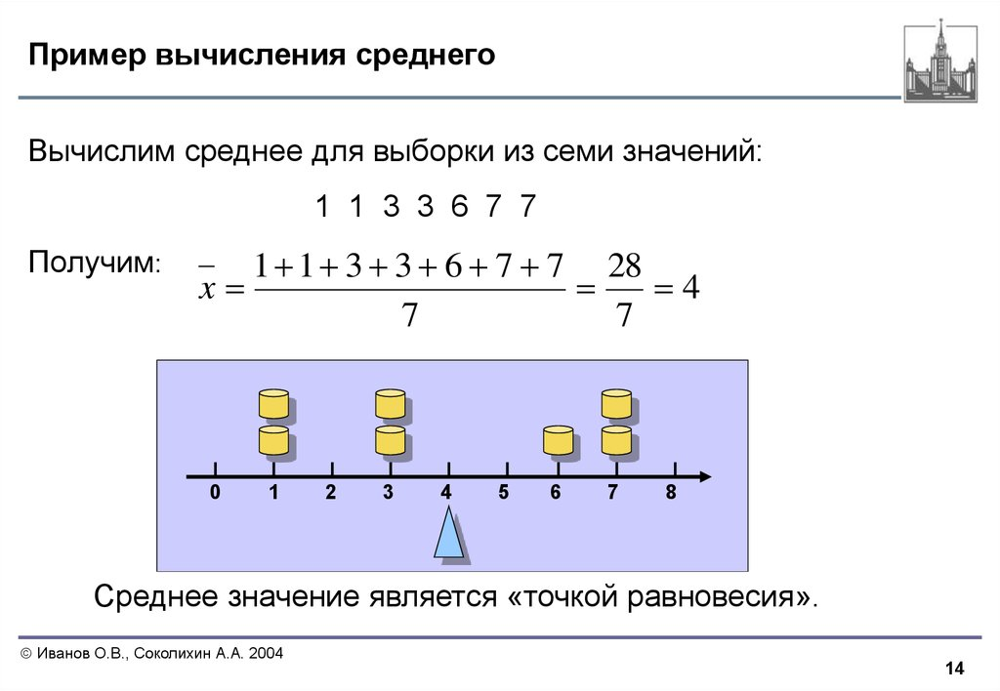 Пример вычисления среднего
Вычислим среднее для выборки из семи значений:
1 1 3 3 6 7 7
Получим: x̄ = (1 + 1 + 3 + 3 + 6 + 7 + 7) / 7 = 28 / 7 = 4
0 1 2 3 4 5 6 7 8
Среднее значение является «точкой равновесия».
© Иванов О.В., Соколихин А.А. 2004
14